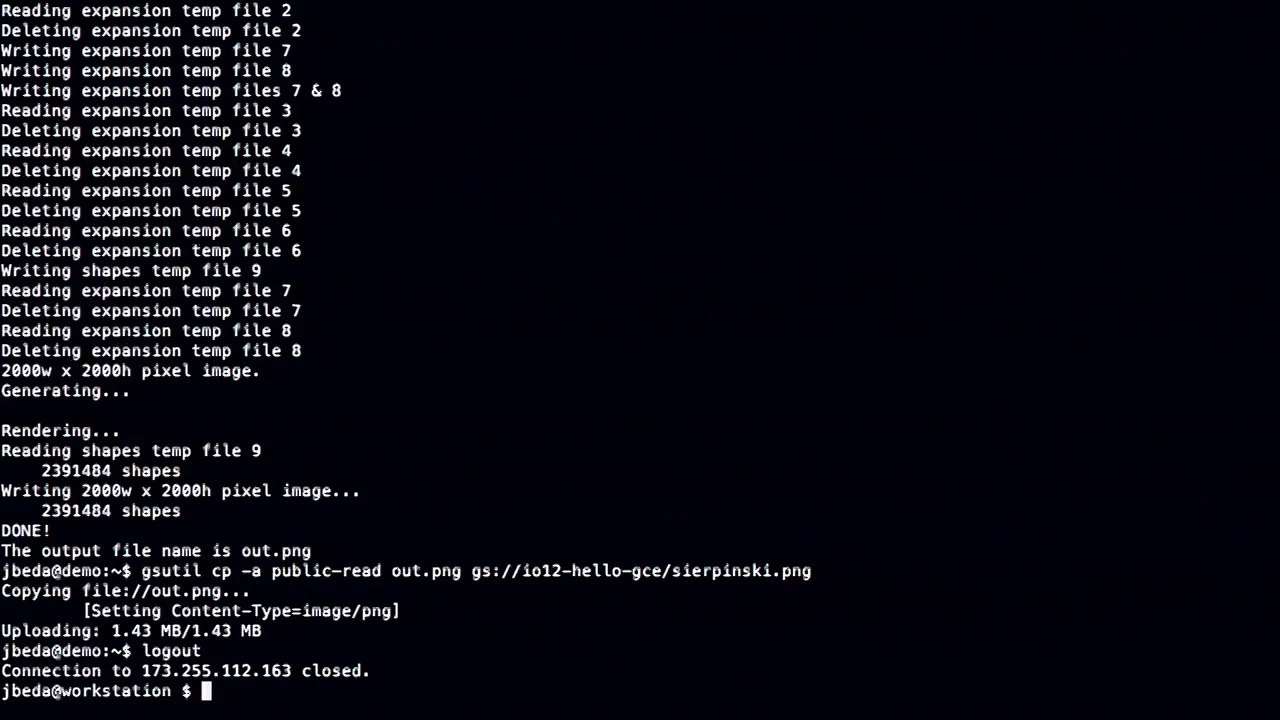 Reading expansion temp file 2
Deleting expansion temp file 2
Writing expansion temp file 7
Writing expansion temp file 8
Writing expansion temp files 7 & 8
Reading expansion temp file 3
Deleting expansion temp file 3
Reading expansion temp file 4
Deleting expansion temp file 4
Reading expansion temp file 5
Deleting expansion temp file 5
Reading expansion temp file 6
Deleting expansion temp file 6
Writing shapes temp file 9
Reading expansion temp file 7
Deleting expansion temp file 7
Reading expansion temp file 8
Deleting expansion temp file 8
2000w x 2000h pixel image.
Generating...
Rendering...
Reading shapes temp file 9
2391484 shapes
Writing 2000w x 2000h pixel image...
2391484 shapes
DONE!
The output file name is out.png
jbeda@demo:~$ gsutil cp -a public-read out.png gs://io12-hello-gce/sierpinski.png
Copying file://out.png...
[Setting Content-Type=image/png]
Uploading: 1.43 MB/1.43 MB
jbeda@demo:~$ logout
Connection to 173.255.112.163 closed.
jbeda@workstation $